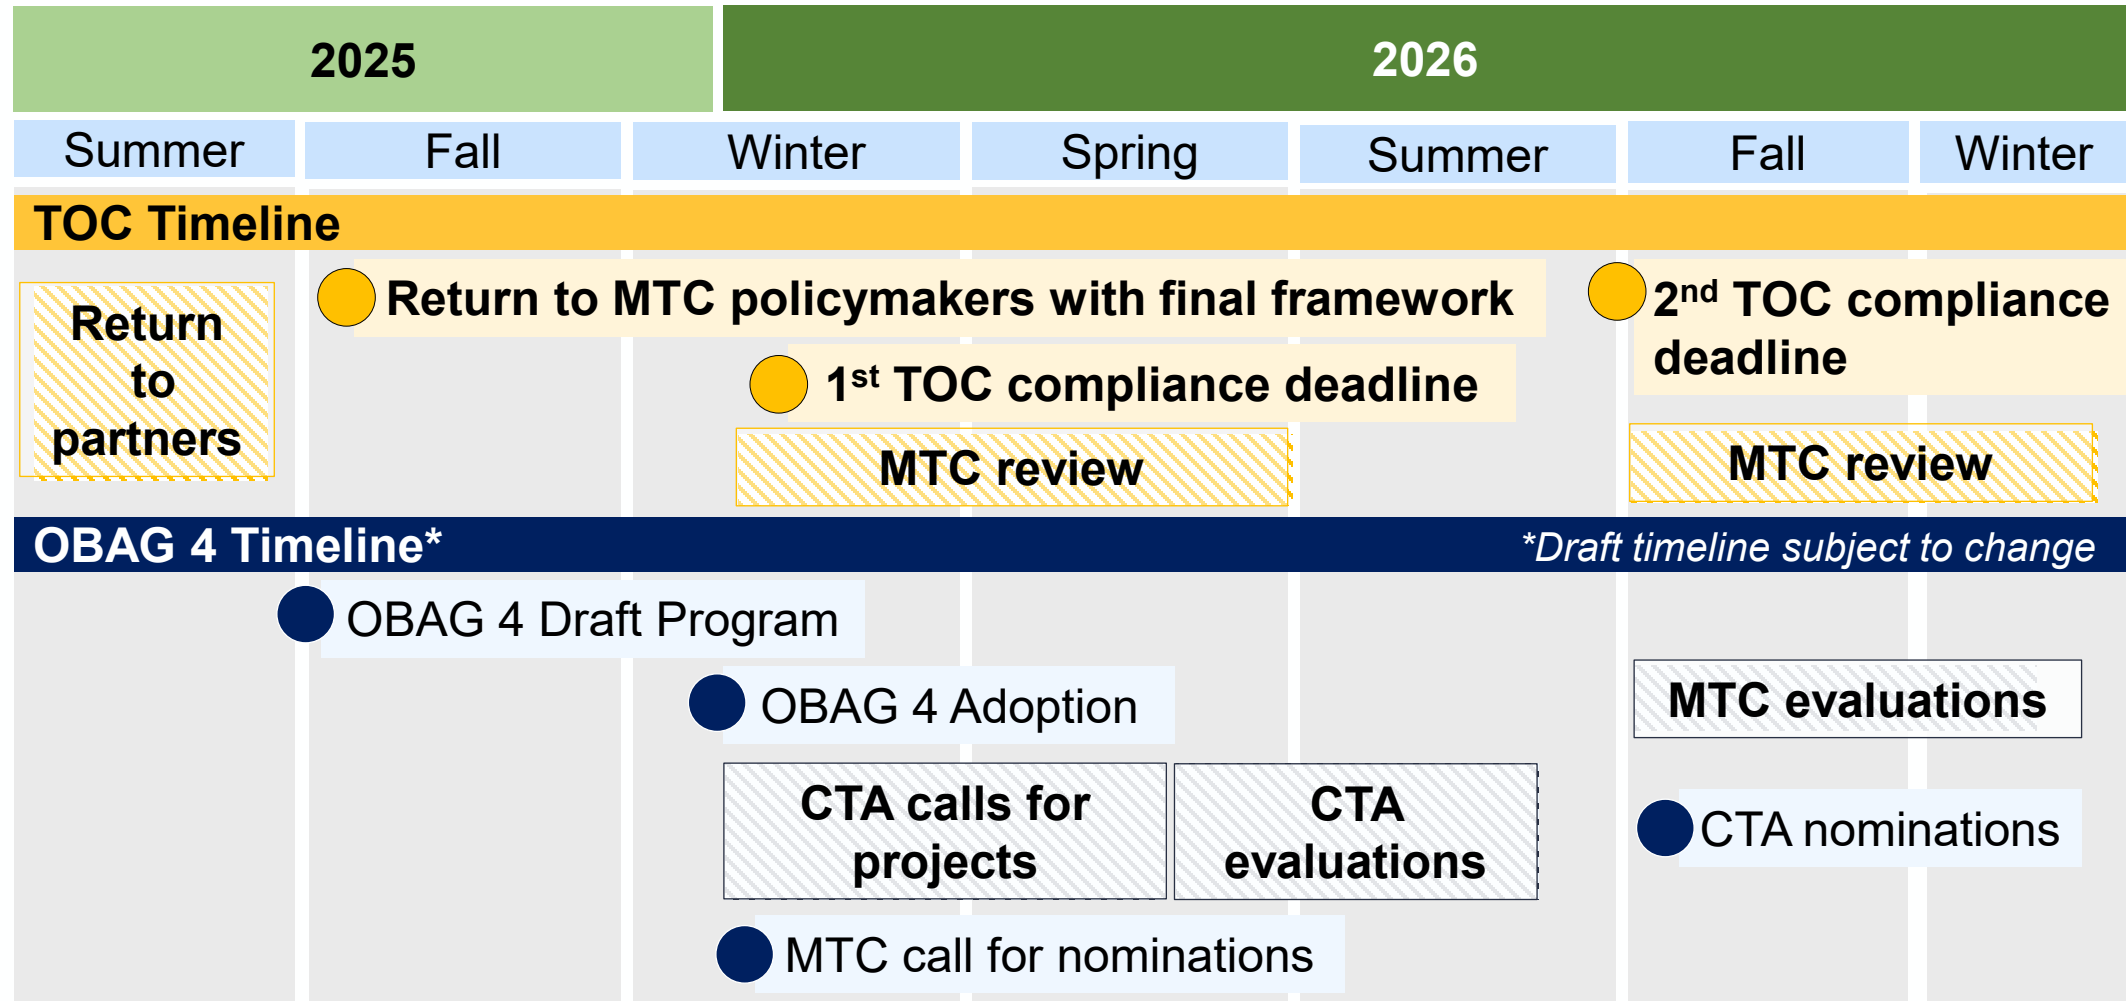 2025
2026
Summer
Fall
Winter
Spring
Summer
Fall
Winter
TOC Timeline
Return
to
partners
Return to MTC policymakers with final framework
2nd TOC compliance
deadline
1st TOC compliance deadline
MTC review
MTC review
OBAG 4 Timeline*
*Draft timeline subject to change
OBAG 4 Draft Program
OBAG 4 Adoption
MTC evaluations
CTA calls for
projects
CTA
evaluations
CTA nominations
MTC call for nominations